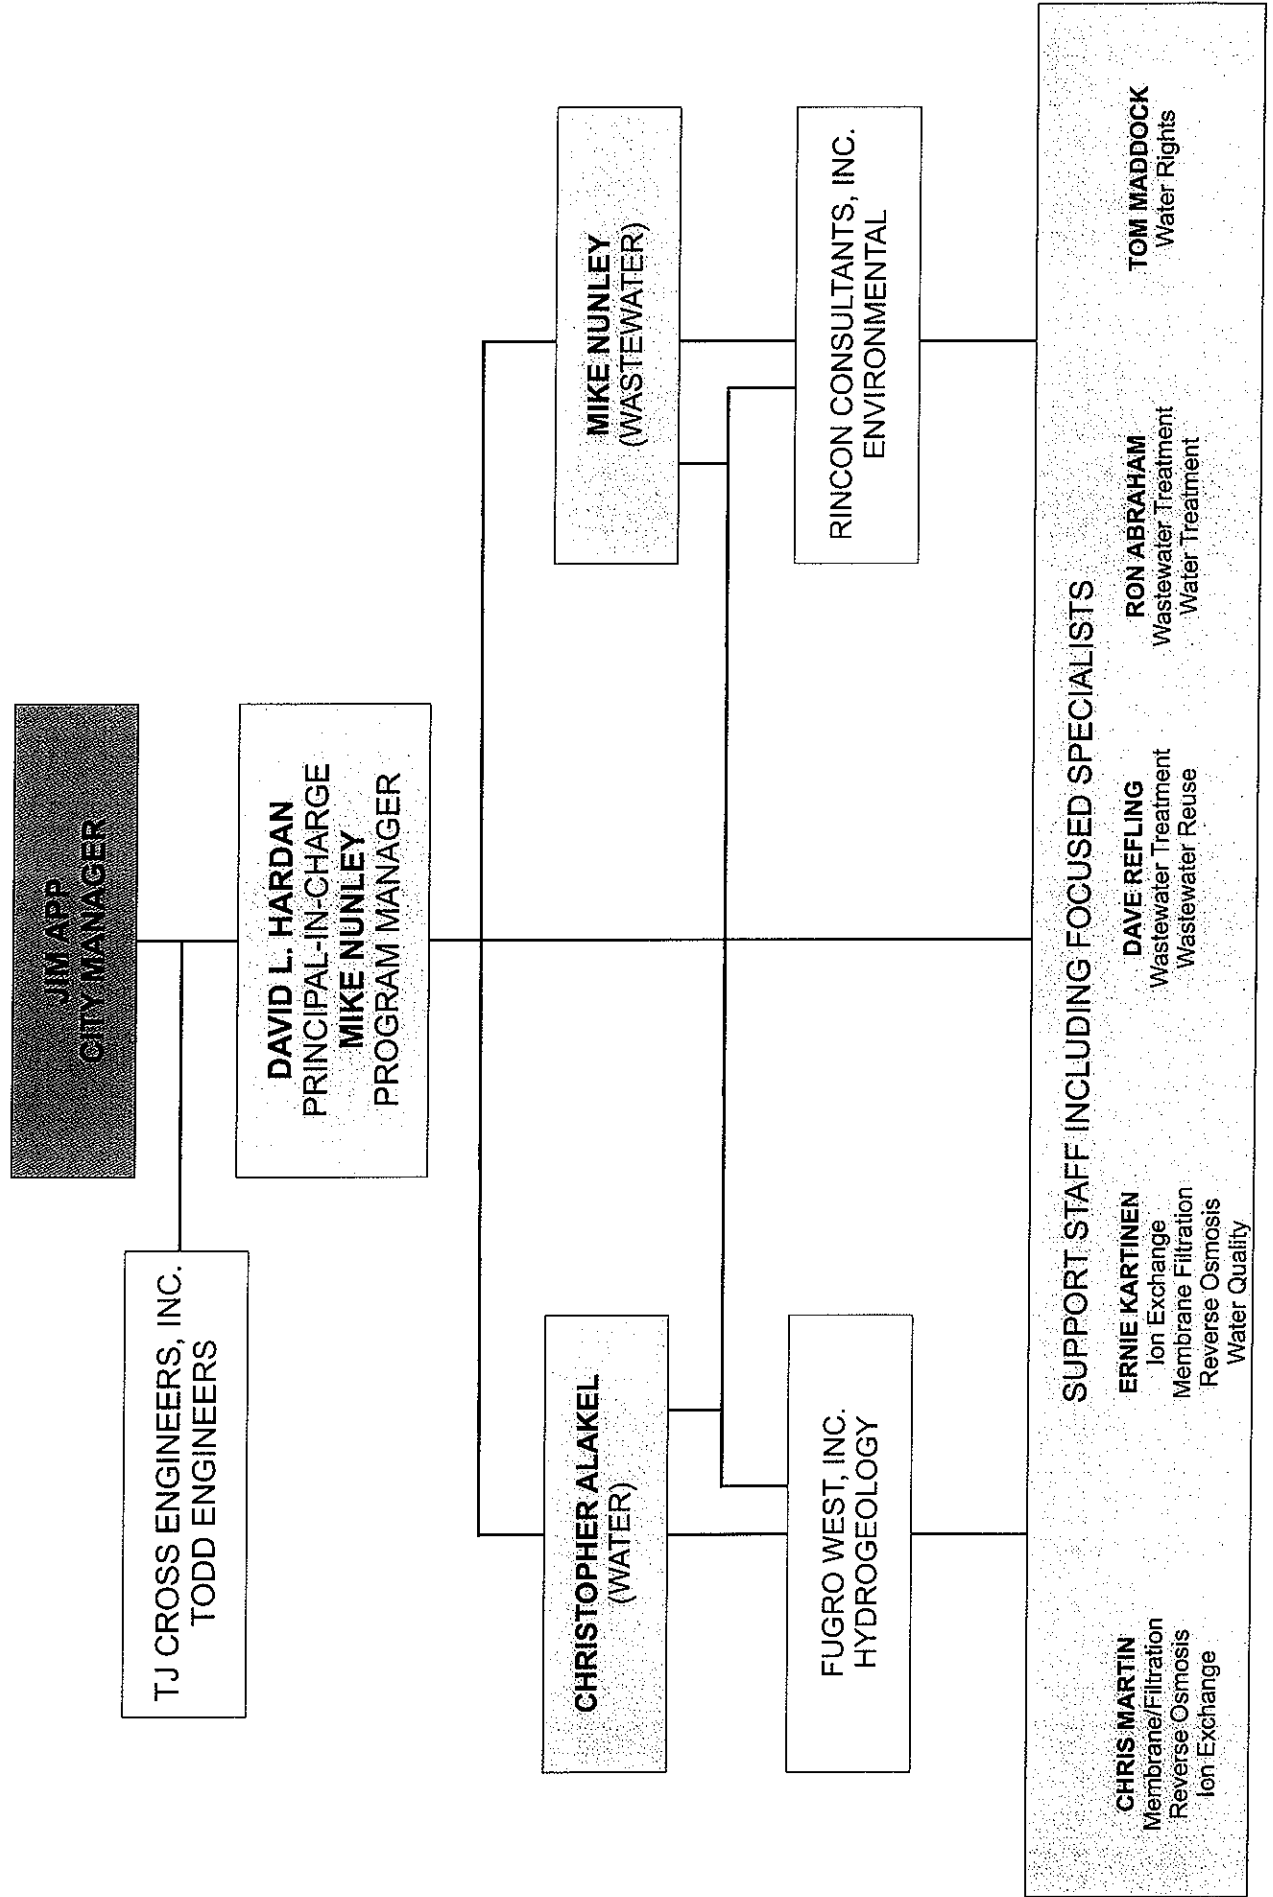 JIM APP
CITY MANAGER
TJ CROSS ENGINEERS, INC.
TODD ENGINEERS
DAVID L. HARDAN
PRINCIPAL-IN-CHARGE
MIKE NUNLEY
PROGRAM MANAGER
CHRISTOPHER ALAKEL
(WATER)
MIKE NUNLEY
(WASTEWATER)
FUGRO WEST, INC.
HYDROGEOLOGY
RINCON CONSULTANTS, INC.
ENVIRONMENTAL
SUPPORT STAFF INCLUDING FOCUSED SPECIALISTS
CHRIS MARTIN
Membrane/Filtration
Reverse Osmosis
Ion Exchange
ERNIE KARTINEN
Ion Exchange
Membrane Filtration
Reverse Osmosis
Water Quality
DAVE REFLING
Wastewater Treatment
Wastewater Reuse
RON ABRAHAM
Wastewater Treatment
Water Treatment
TOM MADDOCK
Water Rights